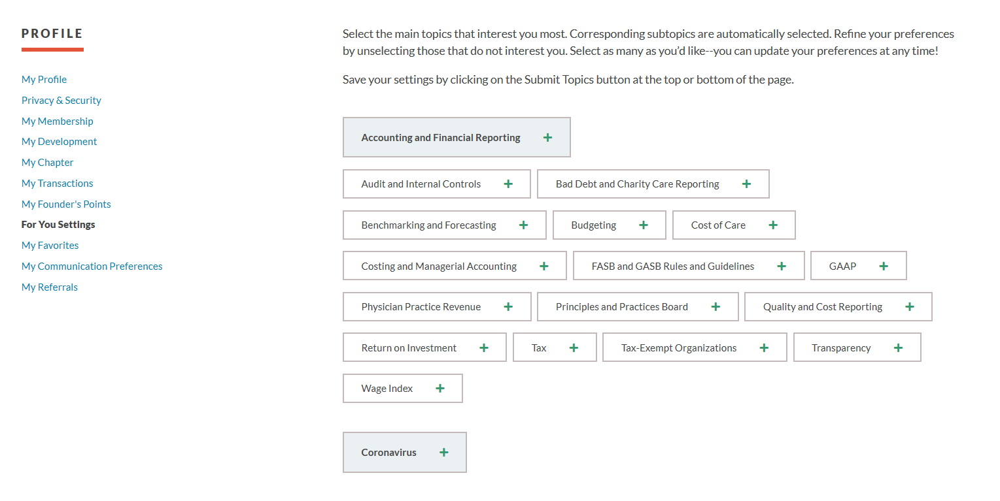 PROFILE
My Profile
Privacy & Security
My Membership
My Development
My Chapter
My Transactions
My Founder's Points
For You Settings
My Favorites
My Communication Preferences
My Referrals
Select the main topics that interest you most. Corresponding subtopics are automatically selected. Refine your preferences
by unselecting those that do not interest you. Select as many as you’d like--you can update your preferences at any time!
Save your settings by clicking on the Submit Topics button at the top or bottom of the page.
Accounting and Financial Reporting +
Audit and Internal Controls + Bad Debt and Charity Care Reporting +
Benchmarking and Forecasting + Budgeting + Cost of Care +
Costing and Managerial Accounting + FASB and GASB Rules and Guidelines + GAAP +
Physician Practice Revenue + Principles and Practices Board + Quality and Cost Reporting +
Return on Investment + Tax + Tax-Exempt Organizations + Transparency +
Wage Index +
Coronavirus +